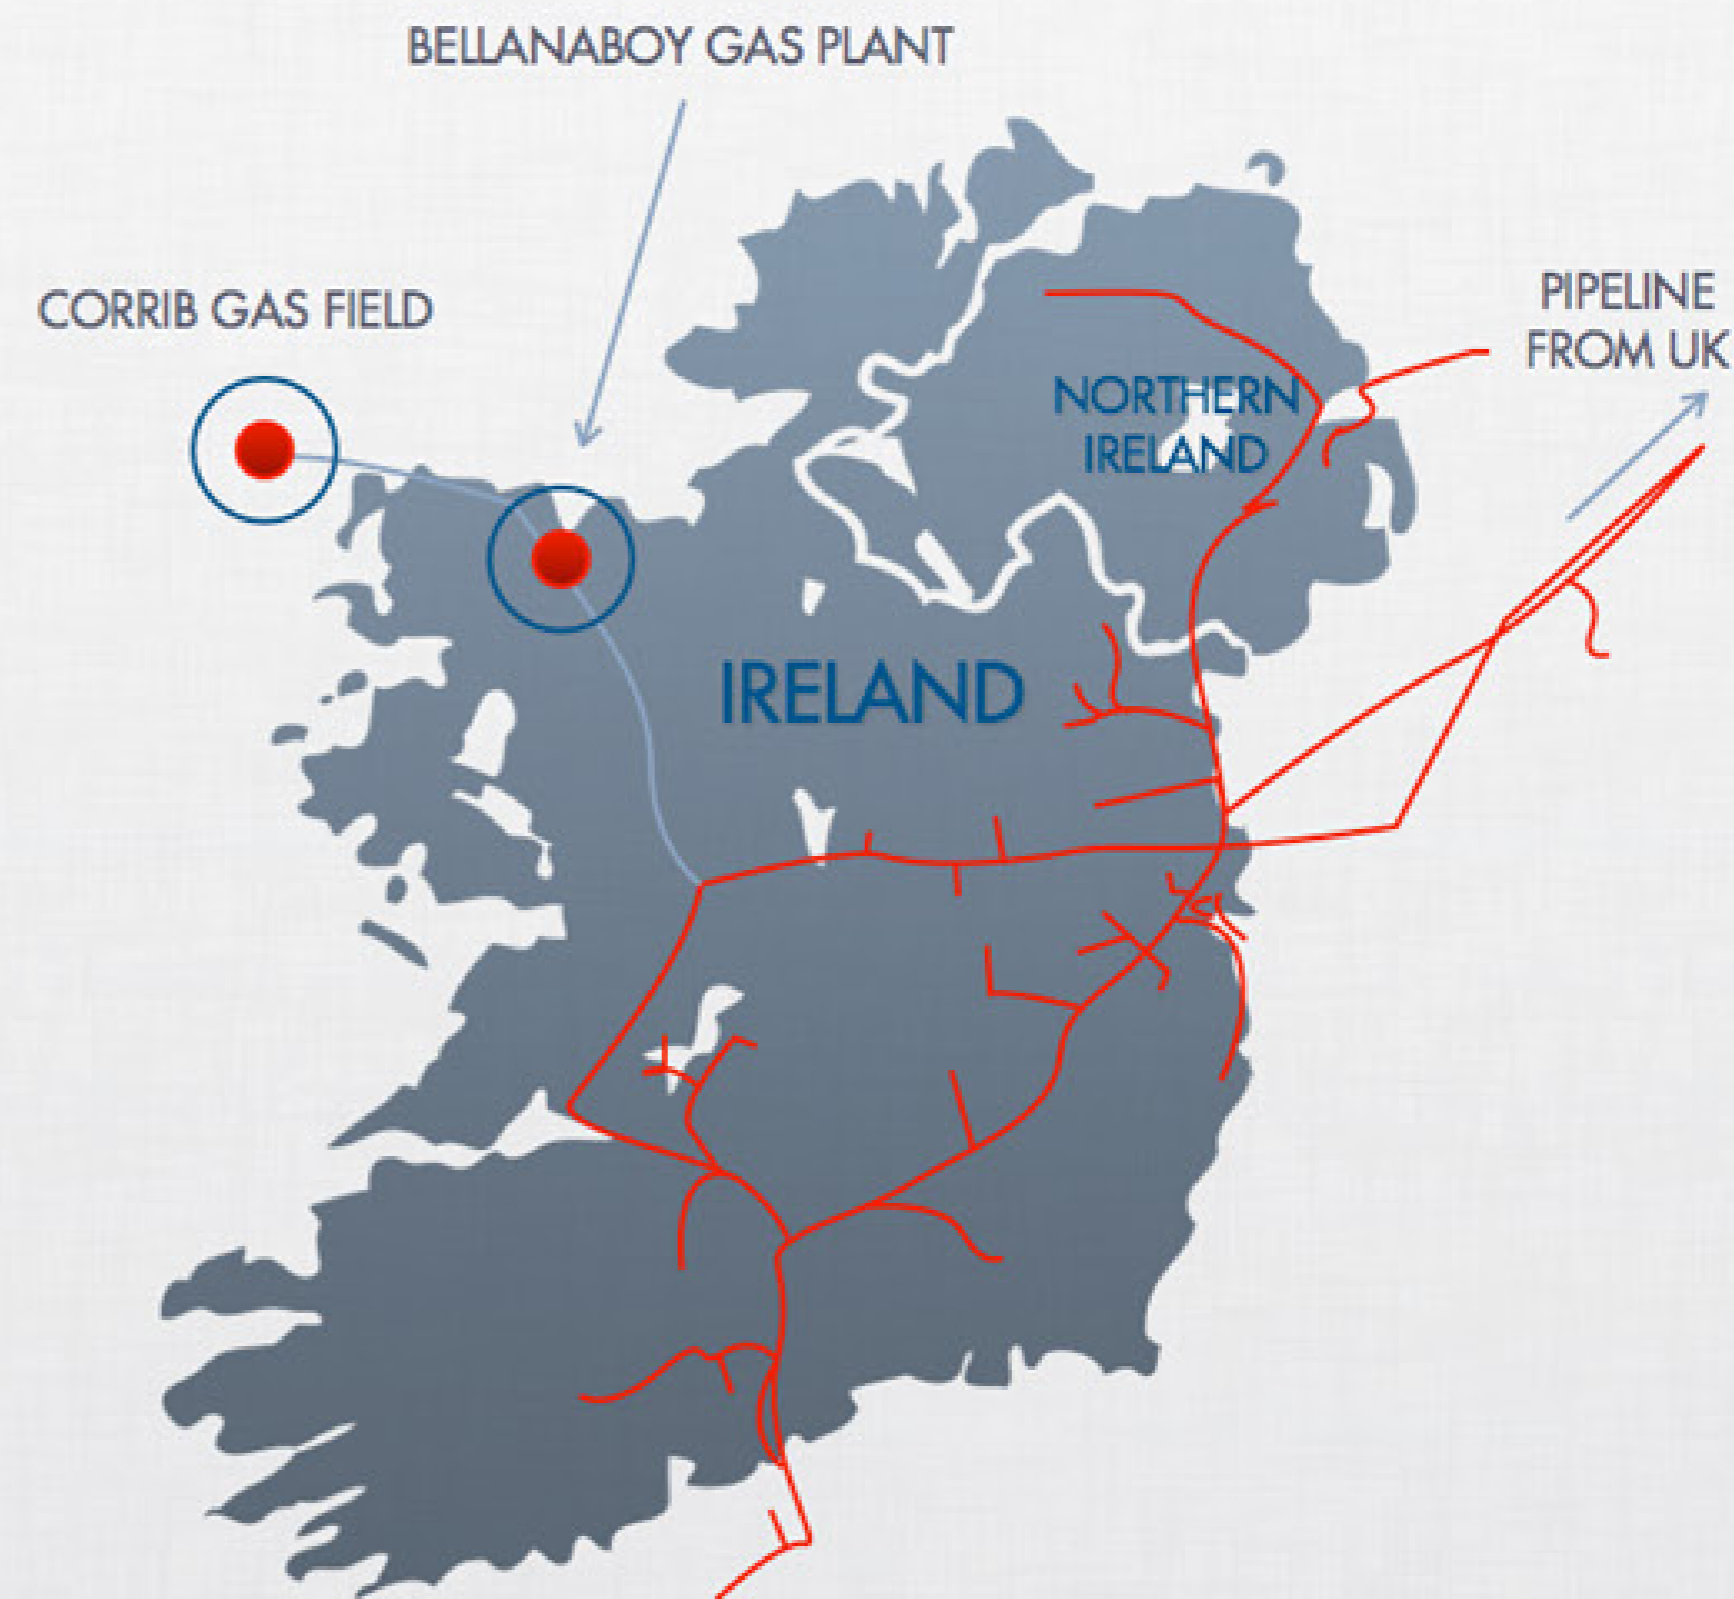 BELLANABOY GAS PLANT
CORRIB GAS FIELD
PIPELINE
FROM UK
NORTHERN
IRELAND
IRELAND